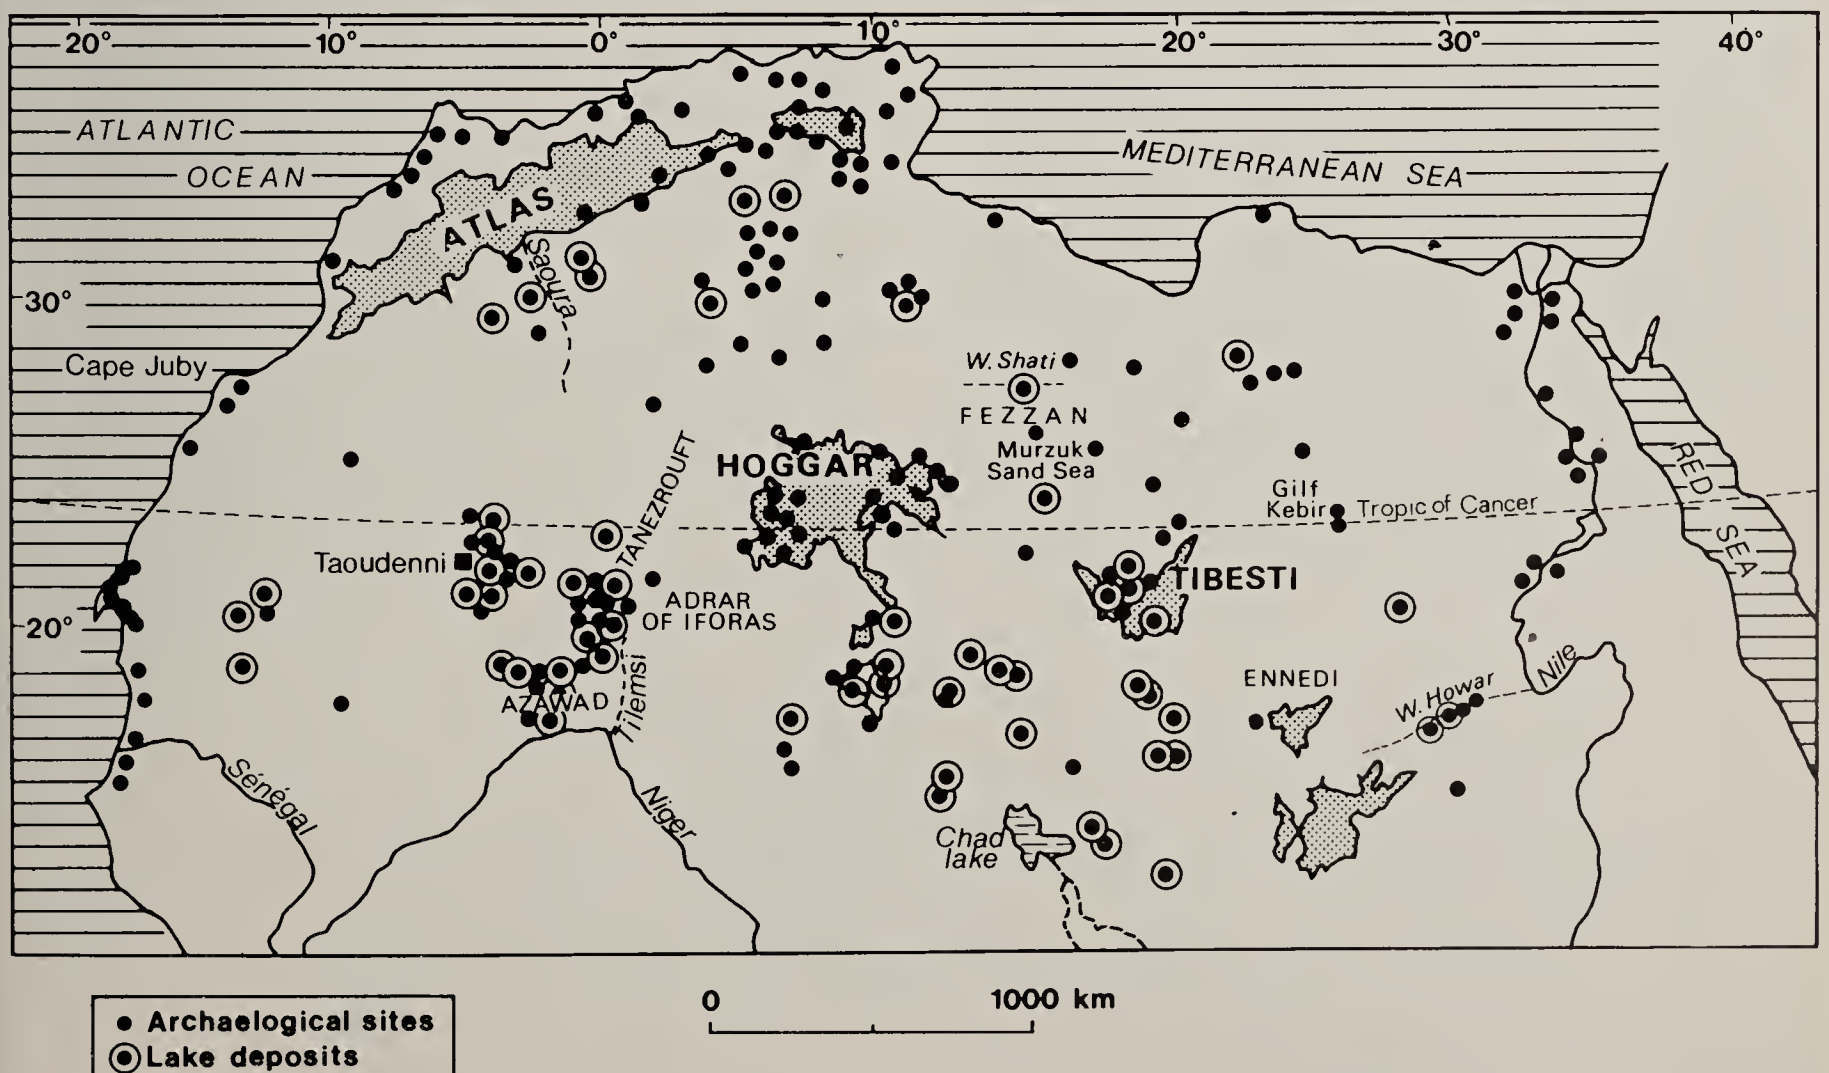 20° 10° 0° 10° 20° 30° 40°
ATLANTIC
OCEAN
MEDITERRANEAN SEA
ATLAS
Saoura
30°
Cape Juby
W. Shati
FEZZAN
Murzuk
Sand Sea
HOGGAR
TANEZROUFT
Gilf
Kebir
Tropic of Cancer
RED SEA
Taoudenni
TIBESTI
ADRAR
OF IFORAS
20°
Tilemsi
AZAWAD
ENNEDI
W. Howar
Nile
Sénégal
Niger
Chad
lake
0 1000 km
Archaelogical sites
Lake deposits